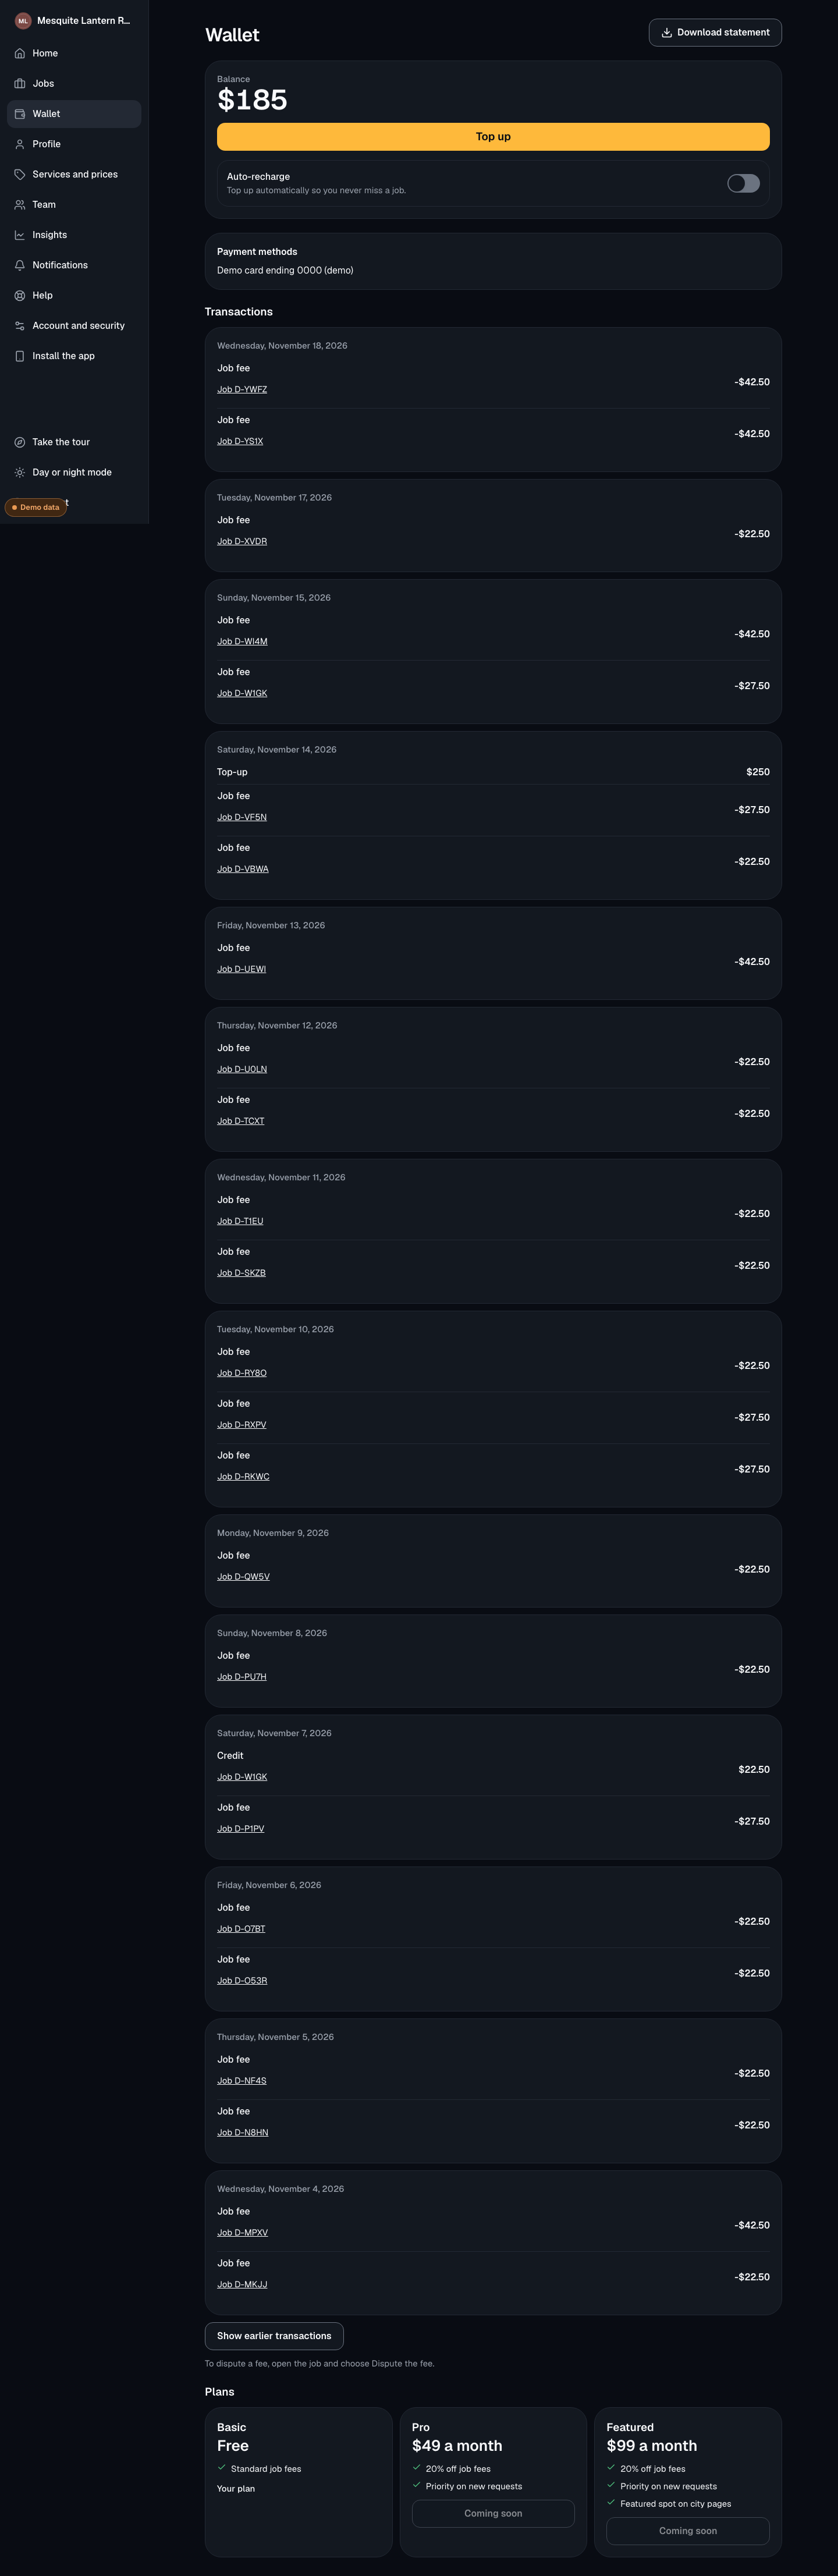 ML Mesquite Lantern R...
Home
Jobs
Wallet
Profile
Services and prices
Team
Insights
Notifications
Help
Account and security
Install the app
Take the tour
Day or night mode
Demo data
Wallet
Download statement
Balance
$185
Top up
Auto-recharge
Top up automatically so you never miss a job.
Payment methods
Demo card ending 0000 (demo)
Transactions
Wednesday, November 18, 2026
Job fee
Job D-YWFZ
-$42.50
Job fee
Job D-YS1X
-$42.50
Tuesday, November 17, 2026
Job fee
Job D-XVDR
-$22.50
Sunday, November 15, 2026
Job fee
Job D-WI4M
-$42.50
Job fee
Job D-W1GK
-$27.50
Saturday, November 14, 2026
Top-up
$250
Job fee
Job D-VF5N
-$27.50
Job fee
Job D-VBWA
-$22.50
Friday, November 13, 2026
Job fee
Job D-UEWI
-$42.50
Thursday, November 12, 2026
Job fee
Job D-U0LN
-$22.50
Job fee
Job D-TCXT
-$22.50
Wednesday, November 11, 2026
Job fee
Job D-T1EU
-$22.50
Job fee
Job D-SKZB
-$22.50
Tuesday, November 10, 2026
Job fee
Job D-RY8O
-$22.50
Job fee
Job D-RXPV
-$27.50
Job fee
Job D-RKWC
-$27.50
Monday, November 9, 2026
Job fee
Job D-QW5V
-$22.50
Sunday, November 8, 2026
Job fee
Job D-PU7H
-$22.50
Saturday, November 7, 2026
Credit
Job D-W1GK
$22.50
Job fee
Job D-P1PV
-$27.50
Friday, November 6, 2026
Job fee
Job D-O7BT
-$22.50
Job fee
Job D-O53R
-$22.50
Thursday, November 5, 2026
Job fee
Job D-NF4S
-$22.50
Job fee
Job D-N8HN
-$22.50
Wednesday, November 4, 2026
Job fee
Job D-MPXV
-$42.50
Job fee
Job D-MKJJ
-$22.50
Show earlier transactions
To dispute a fee, open the job and choose Dispute the fee.
Plans
Basic
Free
Standard job fees
Your plan
Pro
$49 a month
20% off job fees
Priority on new requests
Coming soon
Featured
$99 a month
20% off job fees
Priority on new requests
Featured spot on city pages
Coming soon